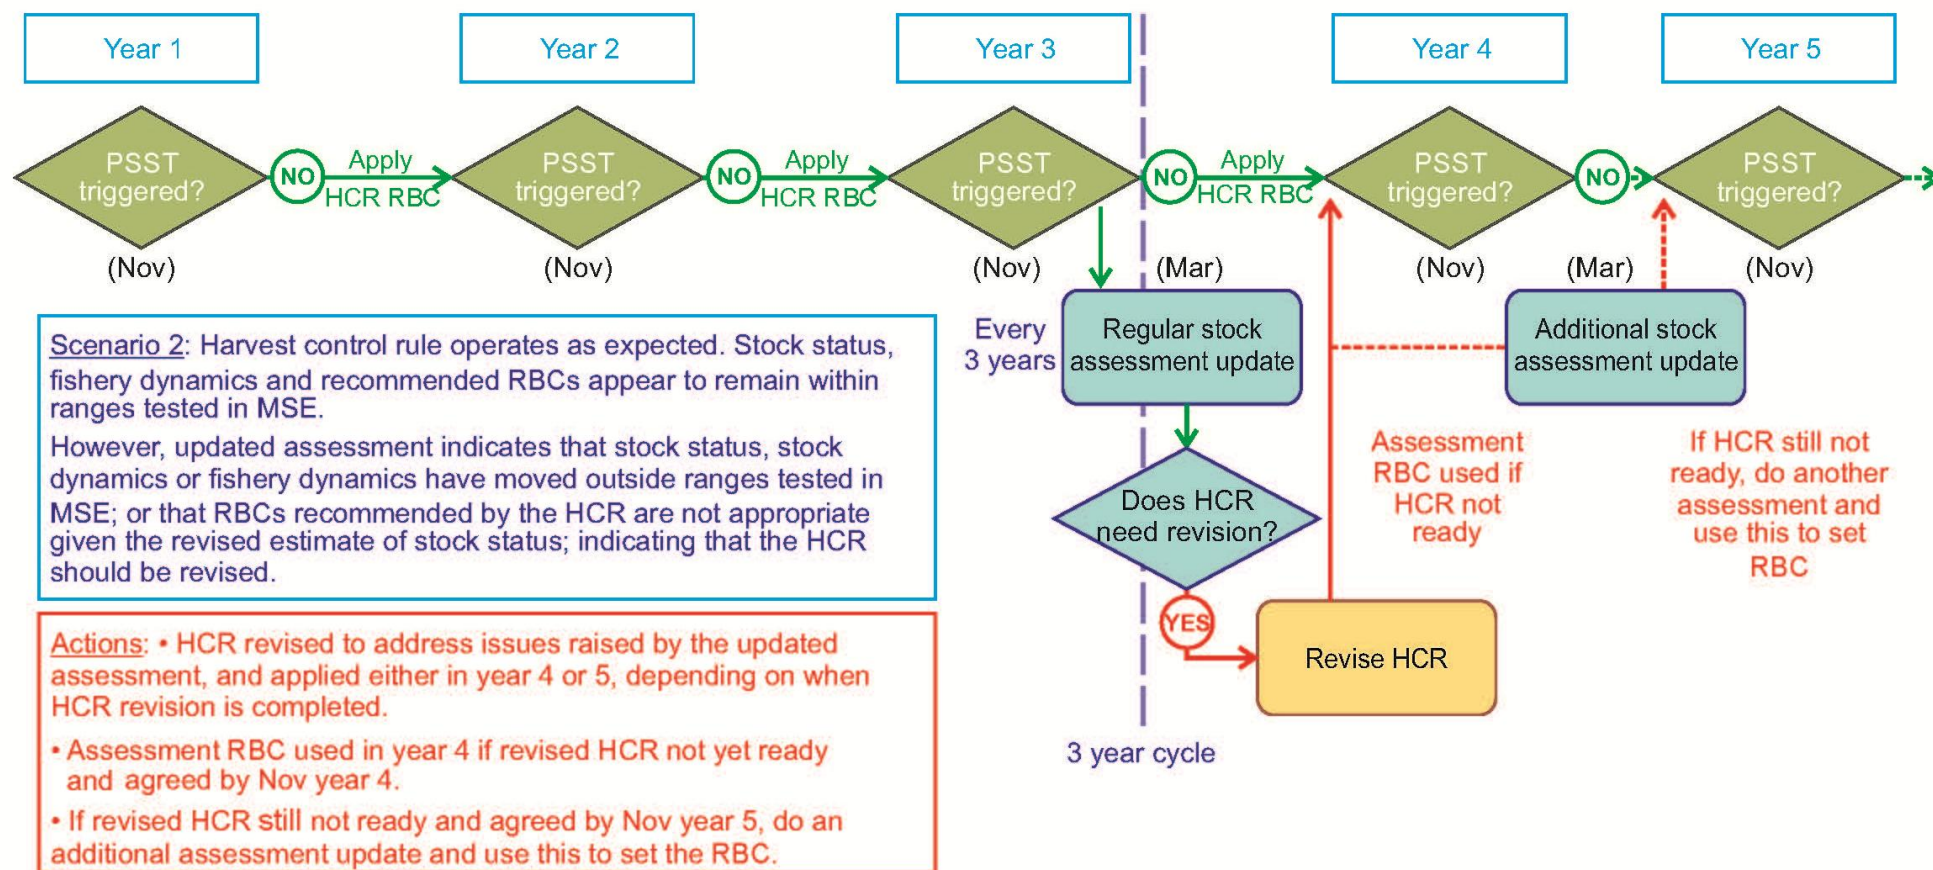 Year 1
Year 2
Year 3
Year 4
Year 5
PSST
triggered?
NO
Apply
HCR RBC
PSST
triggered?
NO
Apply
HCR RBC
PSST
triggered?
NO
Apply
HCR RBC
PSST
triggered?
NO
PSST
triggered?
(Nov)
(Nov)
(Nov)
(Mar)
(Nov)
(Mar)
(Nov)
Every
3 years
Regular stock
assessment update
Additional stock
assessment update
Does HCR
need revision?
YES
Revise HCR
Assessment
RBC used if
HCR not
ready
If HCR still not
ready, do another
assessment and
use this to set
RBC
3 year cycle
Scenario 2: Harvest control rule operates as expected. Stock status,
fishery dynamics and recommended RBCs appear to remain within
ranges tested in MSE.
However, updated assessment indicates that stock status, stock
dynamics or fishery dynamics have moved outside ranges tested in
MSE; or that RBCs recommended by the HCR are not appropriate
given the revised estimate of stock status; indicating that the HCR
should be revised.
Actions: • HCR revised to address issues raised by the updated
assessment, and applied either in year 4 or 5, depending on when
HCR revision is completed.
• Assessment RBC used in year 4 if revised HCR not yet ready
and agreed by Nov year 4.
• If revised HCR still not ready and agreed by Nov year 5, do an
additional assessment update and use this to set the RBC.